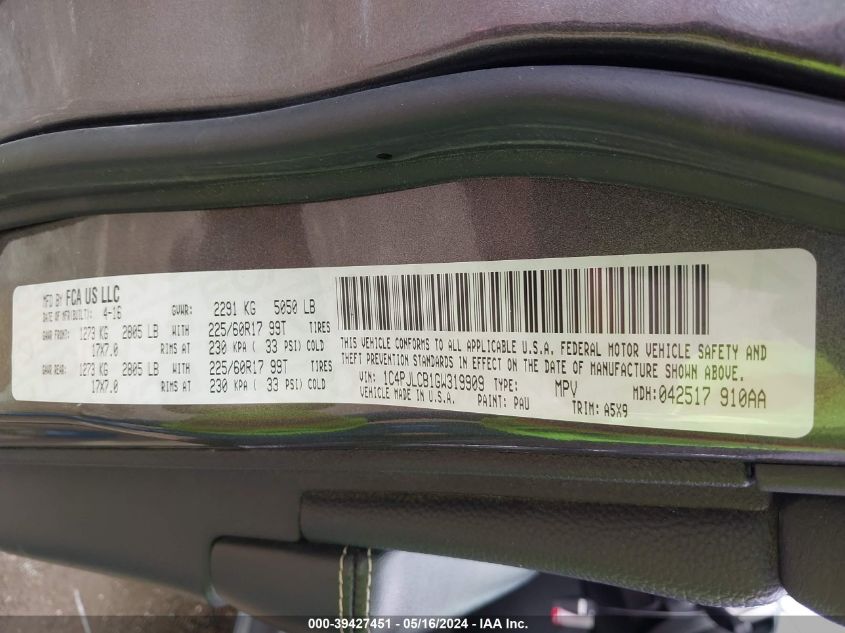 MFD BY FCA US LLC
DATE OF MFR(BUILT): 4-16 GVWR: 2291 KG 5050 LB
GAWR FRONT: 1273 KG 2805 LB WITH 225/60R17 99T TIRES
17X7.0 RIMS AT 230 KPA ( 33 PSI) COLD
GAWR REAR: 1273 KG 2805 LB WITH 225/60R17 99T TIRES
17X7.0 RIMS AT 230 KPA ( 33 PSI) COLD
THIS VEHICLE CONFORMS TO ALL APPLICABLE U.S.A. FEDERAL MOTOR VEHICLE SAFETY AND
THEFT PREVENTION STANDARDS IN EFFECT ON THE DATE OF MANUFACTURE SHOWN ABOVE.
VIN: 1C4PJLCB1GW319909 TYPE: MPV MDH: 042517 910AA
VEHICLE MADE IN U.S.A. PAINT: PAU TRIM: A5X9
000-39427451 - 05/16/2024 - IAA Inc.